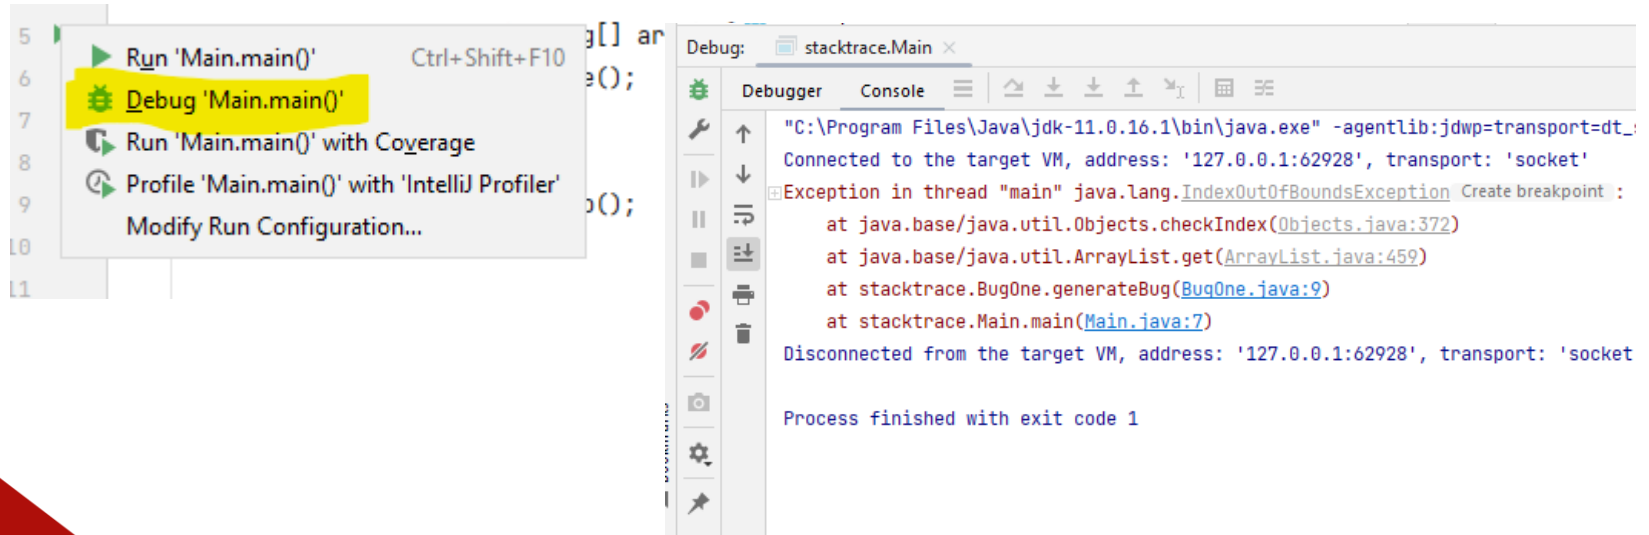 5
g[] ar
Run 'Main.main()' Ctrl+Shift+F10
6
e();
Debug 'Main.main()'
7
Run 'Main.main()' with Coverage
8
Profile 'Main.main()' with 'IntelliJ Profiler'
9
o();
Modify Run Configuration...
10
11
Debug: stacktrace.Main
Debugger Console
"C:\Program Files\Java\jdk-11.0.16.1\bin\java.exe" -agentlib:jdwp=transport=dt_s
Connected to the target VM, address: '127.0.0.1:62928', transport: 'socket'
Exception in thread "main" java.lang.IndexOutOfBoundsException Create breakpoint :
at java.base/java.util.Objects.checkIndex(Objects.java:372)
at java.base/java.util.ArrayList.get(ArrayList.java:459)
at stacktrace.BugOne.generateBug(BugOne.java:9)
at stacktrace.Main.main(Main.java:7)
Disconnected from the target VM, address: '127.0.0.1:62928', transport: 'socket
Process finished with exit code 1